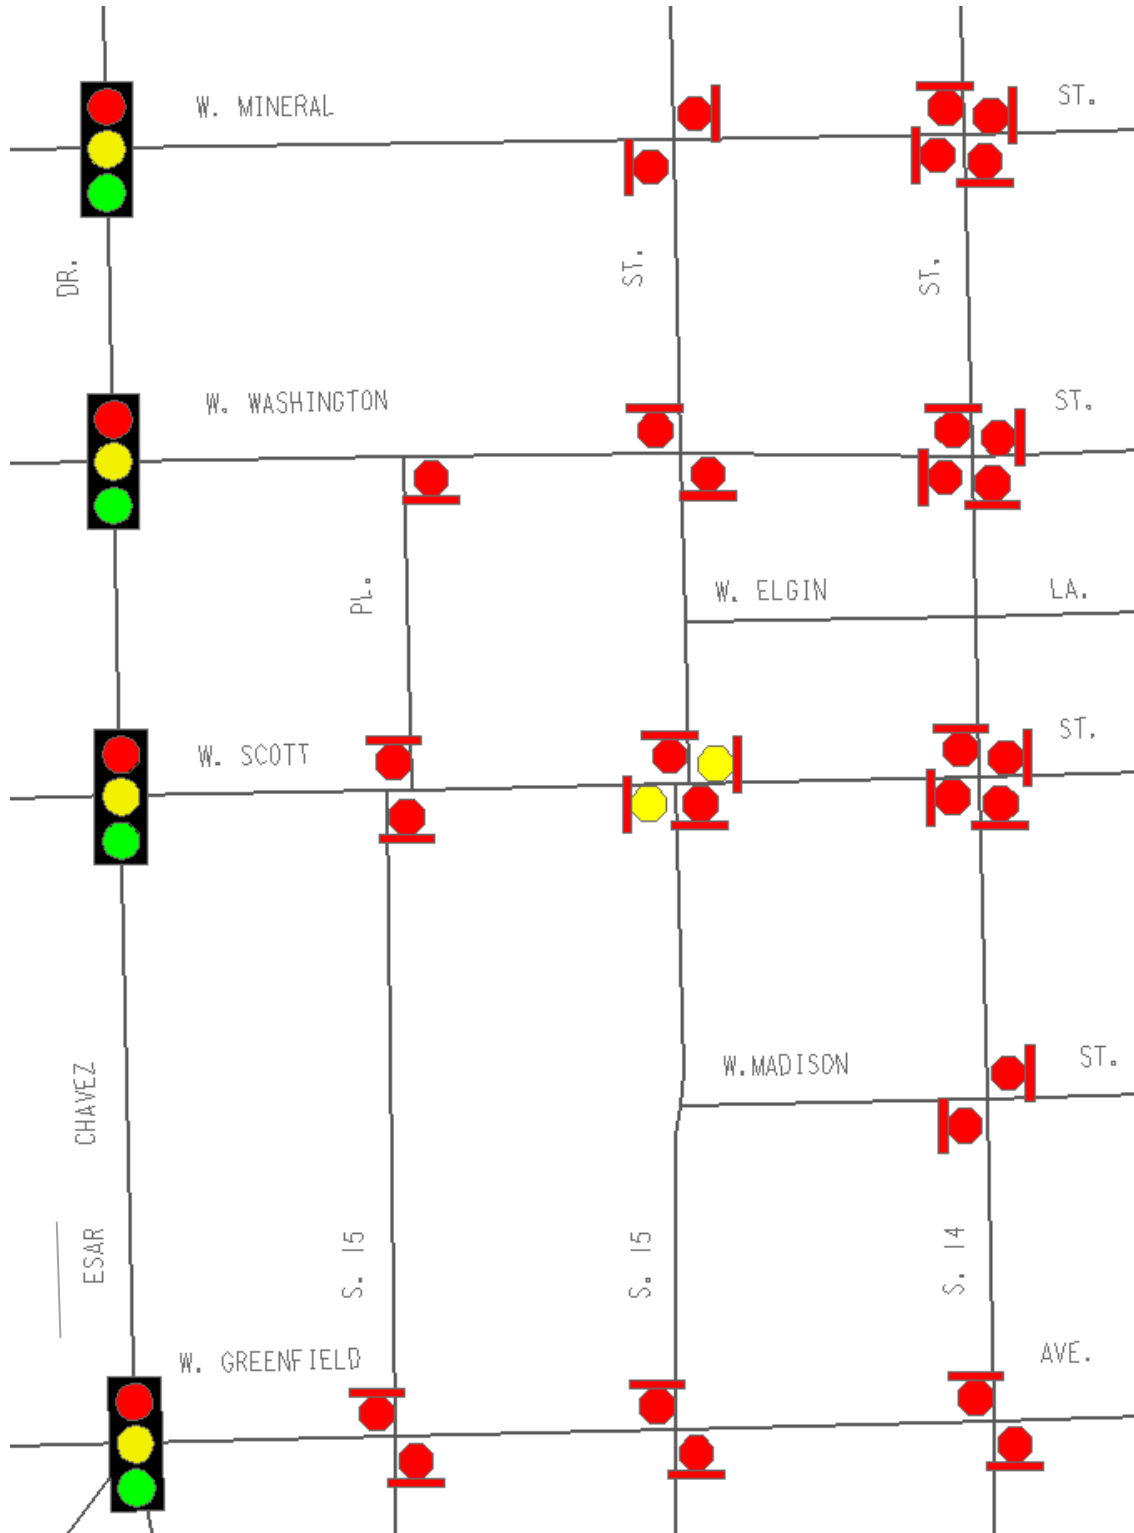 W. MINERAL ST.
DR.
ST.
ST.
W. WASHINGTON ST.
PL.
W. ELGIN LA.
W. SCOTT ST.
CHAVEZ
W.MADISON ST.
ESAR
S. 15
S. 15
S. 14
W. GREENFIELD AVE.